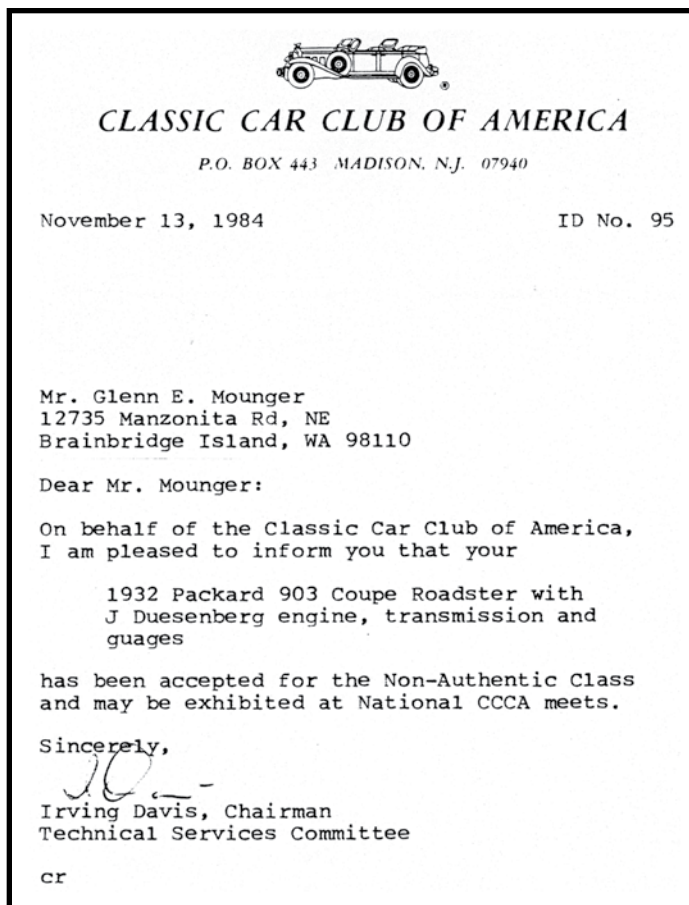 CLASSIC CAR CLUB OF AMERICA
P.O. BOX 443 MADISON, N.J. 07940
November 13, 1984 ID No. 95
Mr. Glenn E. Mounger
12735 Manzonita Rd, NE
Brainbridge Island, WA 98110
Dear Mr. Mounger:
On behalf of the Classic Car Club of America,
I am pleased to inform you that your
1932 Packard 903 Coupe Roadster with
J Duesenberg engine, transmission and
guages
has been accepted for the Non-Authentic Class
and may be exhibited at National CCCA meets.
Sincerely,
Irving Davis, Chairman
Technical Services Committee
cr